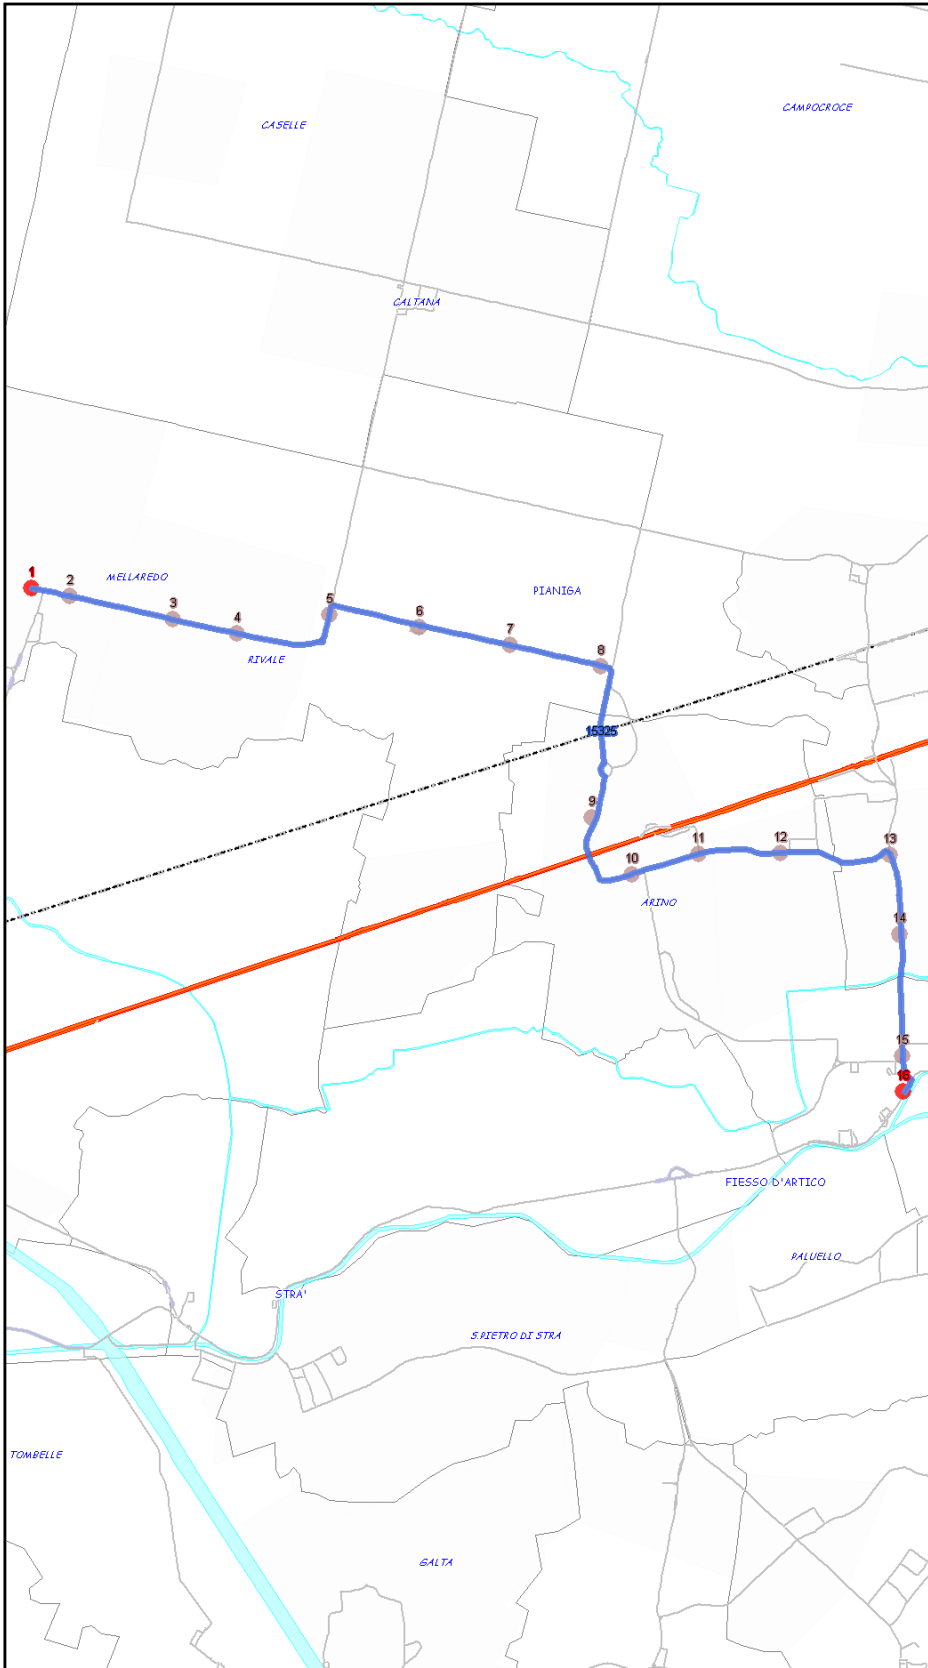 CAMPOCROCE
CASELLE
CALTANA
1
2
MELLAREDO
3
4
RIVALE
5
6
PIANIGA
7
8
15325
9
10
11
12
13
ARINO
14
15
16
FIESSO D'ARTICO
PALUELLO
STRA'
S.PIETRO DI STRA
TOMBELLE
GALTA